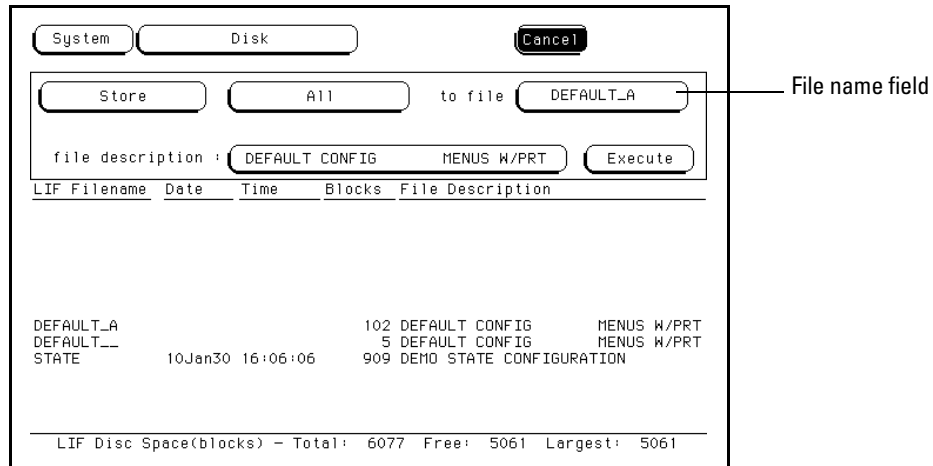 System Disk Cancel
Store All to file DEFAULT_A File name field
file description : DEFAULT CONFIG MENUS W/PRT Execute
LIF Filename Date Time Blocks File Description
DEFAULT_A 102 DEFAULT CONFIG MENUS W/PRT
DEFAULT__ 5 DEFAULT CONFIG MENUS W/PRT
STATE 10Jan30 16:06:06 909 DEMO STATE CONFIGURATION
LIF Disc Space(blocks) – Total: 6077 Free: 5061 Largest: 5061